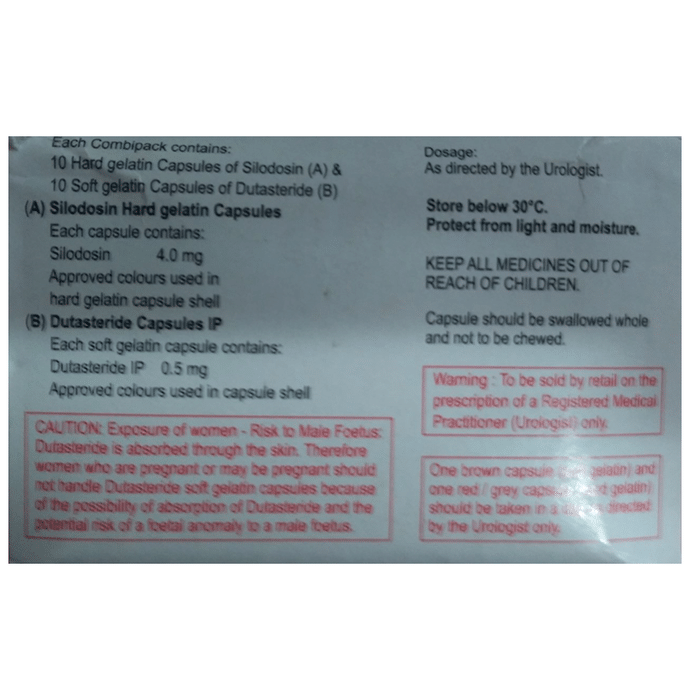 Each Combipack contains:
10 Hard gelatin Capsules of Silodosin (A) &
10 Soft gelatin Capsules of Dutasteride (B)
(A) Silodosin Hard gelatin Capsules
Each capsule contains:
Silodosin 4.0 mg
Approved colours used in
hard gelatin capsule shell
(B) Dutasteride Capsules IP
Each soft gelatin capsule contains:
Dutasteride IP 0.5 mg
Approved colours used in capsule shell
CAUTION: Exposure of women - Risk to Male Foetus:
Dutasteride is absorbed through the skin. Therefore
women who are pregnant or may be pregnant should
not handle Dutasteride soft gelatin capsules because
of the possibility of absorption of Dutasteride and the
potential risk of a foetal anomaly to a male foetus.
Dosage:
As directed by the Urologist.
Store below 30°C.
Protect from light and moisture.
KEEP ALL MEDICINES OUT OF
REACH OF CHILDREN.
Capsule should be swallowed whole
and not to be chewed.
Warning : To be sold by retail on the
prescription of a Registered Medical
Practitioner (Urologist) only.
One brown capsule gelatin) and
one red / grey gelatin)
should be taken in a directed
by the Urologist only.